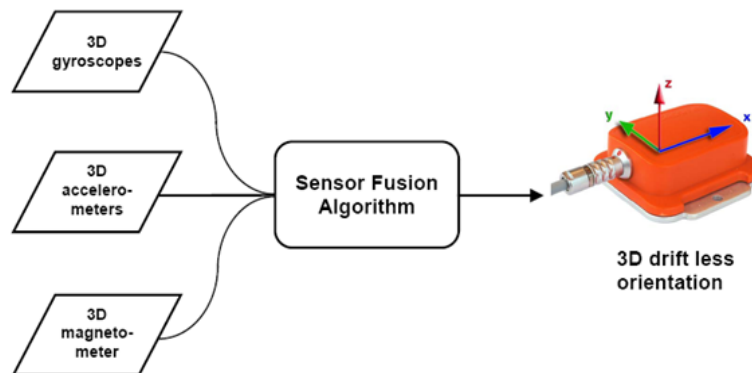 3D
gyroscopes
3D
accelero-
meters
3D
magneto-
meter
Sensor Fusion
Algorithm
z
y
x
3D drift less
orientation